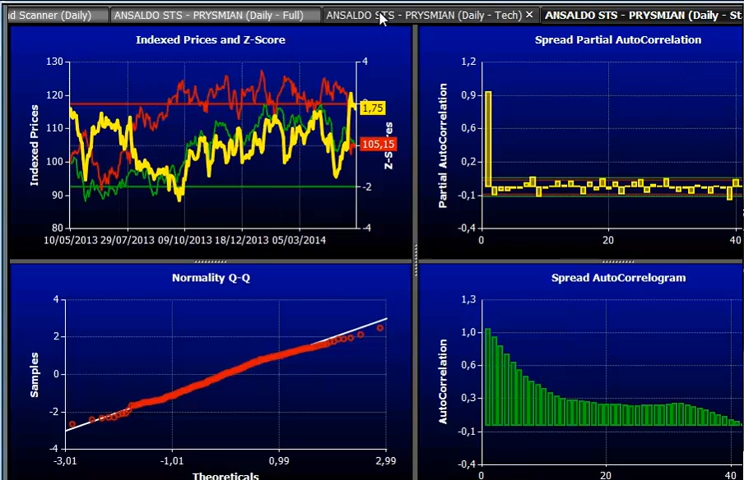 d Scanner (Daily)
ANSALDO STS - PRYSMIAN (Daily - Full)
ANSALDO STS - PRYSMIAN (Daily - Tech) ✕
ANSALDO STS - PRYSMIAN (Daily - St
Indexed Prices and Z-Score
Indexed Prices
130
120
110
100
90
80
4
-2
-4
1,75
105,15
10/05/2013 29/07/2013 09/10/2013 18/12/2013 05/03/2014
Spread Partial AutoCorrelation
Partial AutoCorrelation
1,2
0,9
0,6
0,2
-0,1
-0,4
0 20 40
Normality Q-Q
Samples
4
2
0
-2
-4
-3,01 -1,01 0,99 2,99
Theoreticals
Spread AutoCorrelogram
AutoCorrelation
1,3
1,0
0,6
0,3
-0,1
-0,4
0 20 40